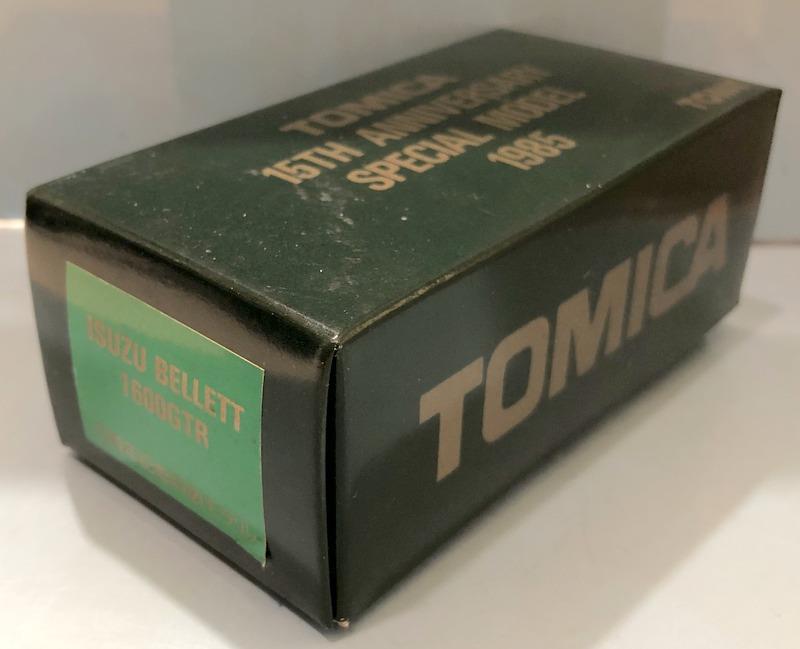 TOMICA
15TH ANNIVERSARY
SPECIAL MODEL
1985
TOMICA
TOMICA
ISUZU BELLETT
1600GTR